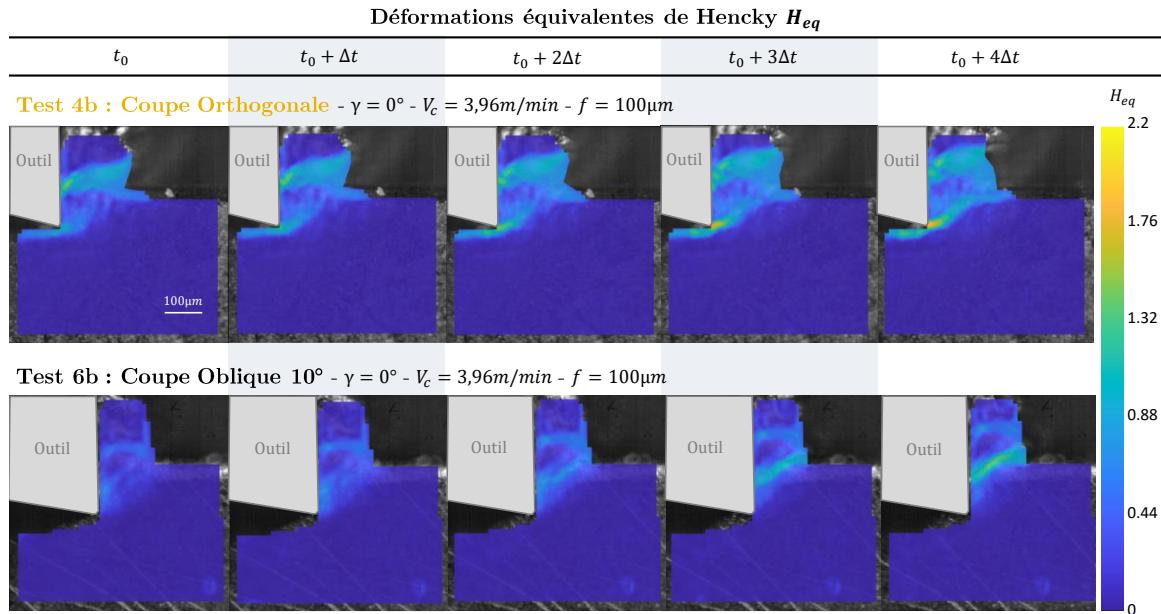 Déformations équivalentes de Hencky H_eq
t_0 t_0 + Δt t_0 + 2Δt t_0 + 3Δt t_0 + 4Δt
Test 4b : Coupe Orthogonale - γ = 0° - V_c = 3,96m/min - f = 100μm
H_eq
Outil Outil Outil Outil Outil
2.2
1.76
100μm
1.32
Test 6b : Coupe Oblique 10° - γ = 0° - V_c = 3,96m/min - f = 100μm
0.88
Outil Outil Outil Outil Outil
0.44
0